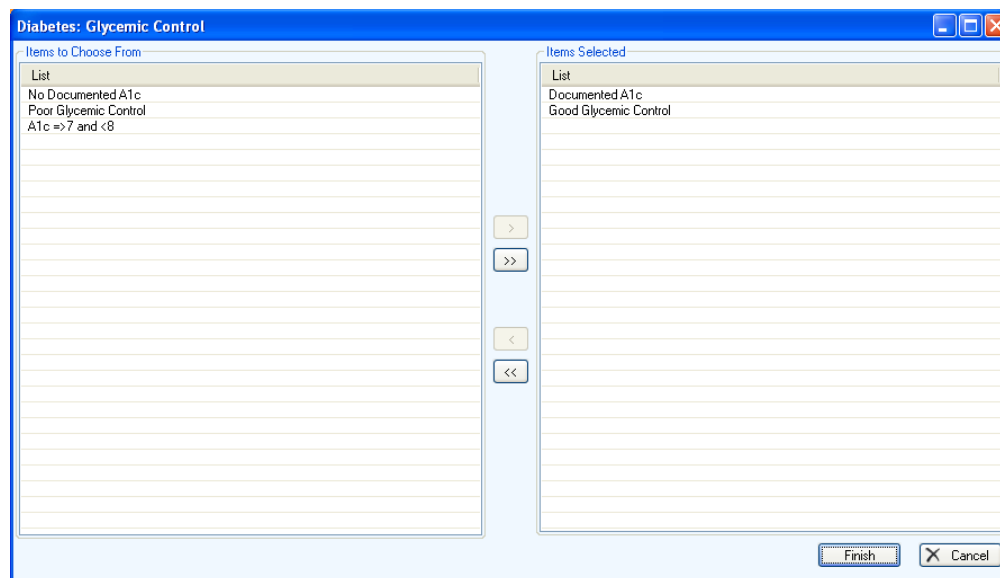 Diabetes: Glycemic Control
Items to Choose From
List
No Documented A1c
Poor Glycemic Control
A1c =>7 and <8
>
>>
<
<<
Items Selected
List
Documented A1c
Good Glycemic Control
Finish
Cancel